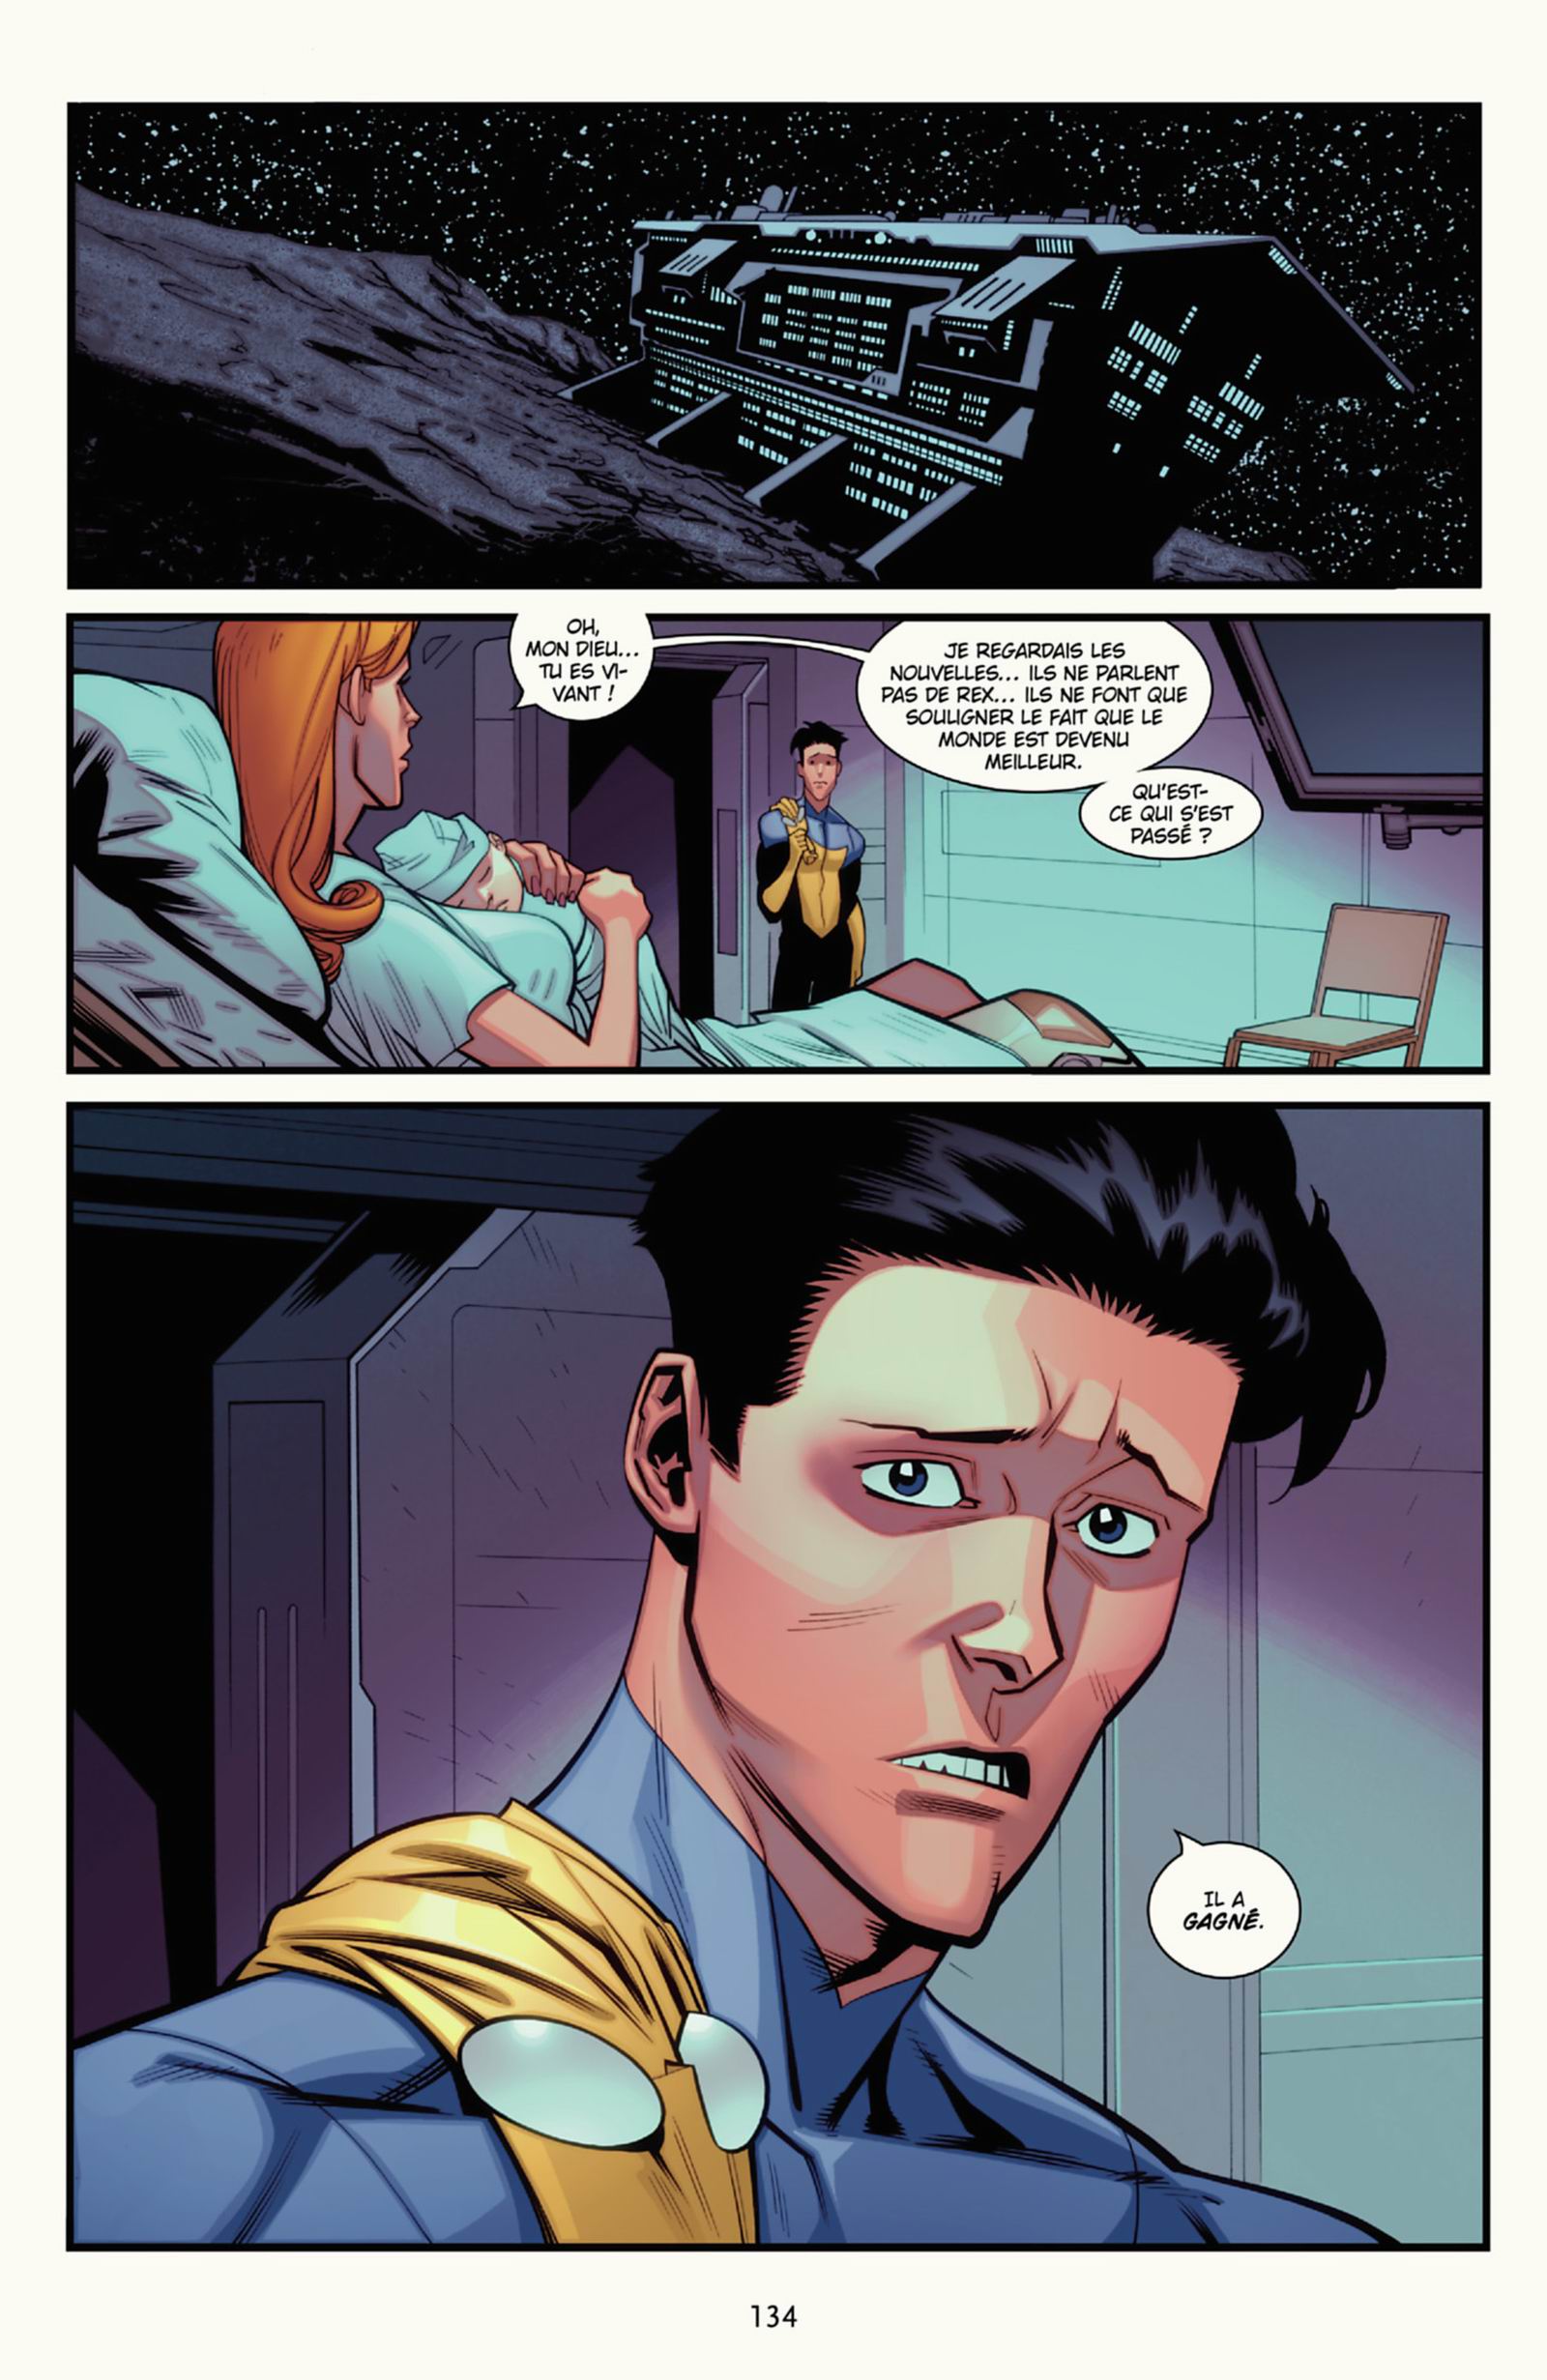 OH,
MON DIEU...
TU ES VI-
VANT !
JE REGARDAIS LES
NOUVELLES... ILS NE PARLENT
PAS DE REX... ILS NE FONT QUE
SOULIGNER LE FAIT QUE LE
MONDE EST DEVENU
MEILLEUR.
QU'EST-
CE QUI S'EST
PASSÉ ?
IL A
GAGNÉ.
134